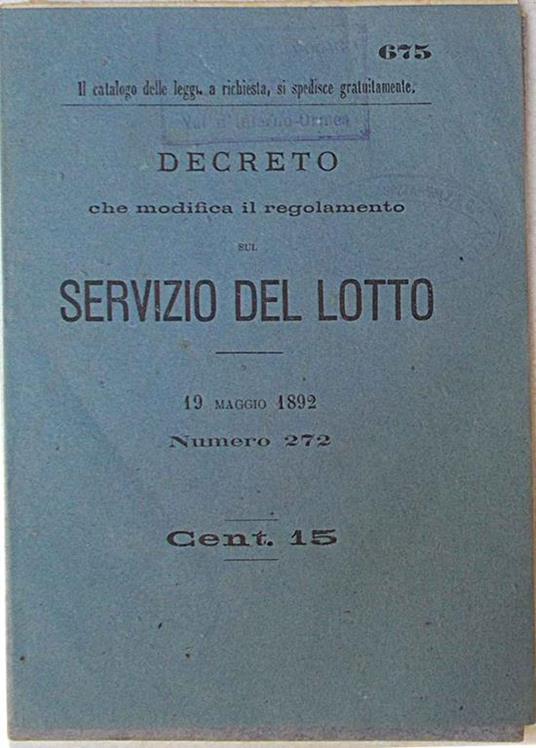 675
Il catalogo delle leggi, a richiesta, si spedisce gratuitamente.
DECRETO
che modifica il regolamento
SUL
SERVIZIO DEL LOTTO
19 MAGGIO 1892
Numero 272
Cent. 15